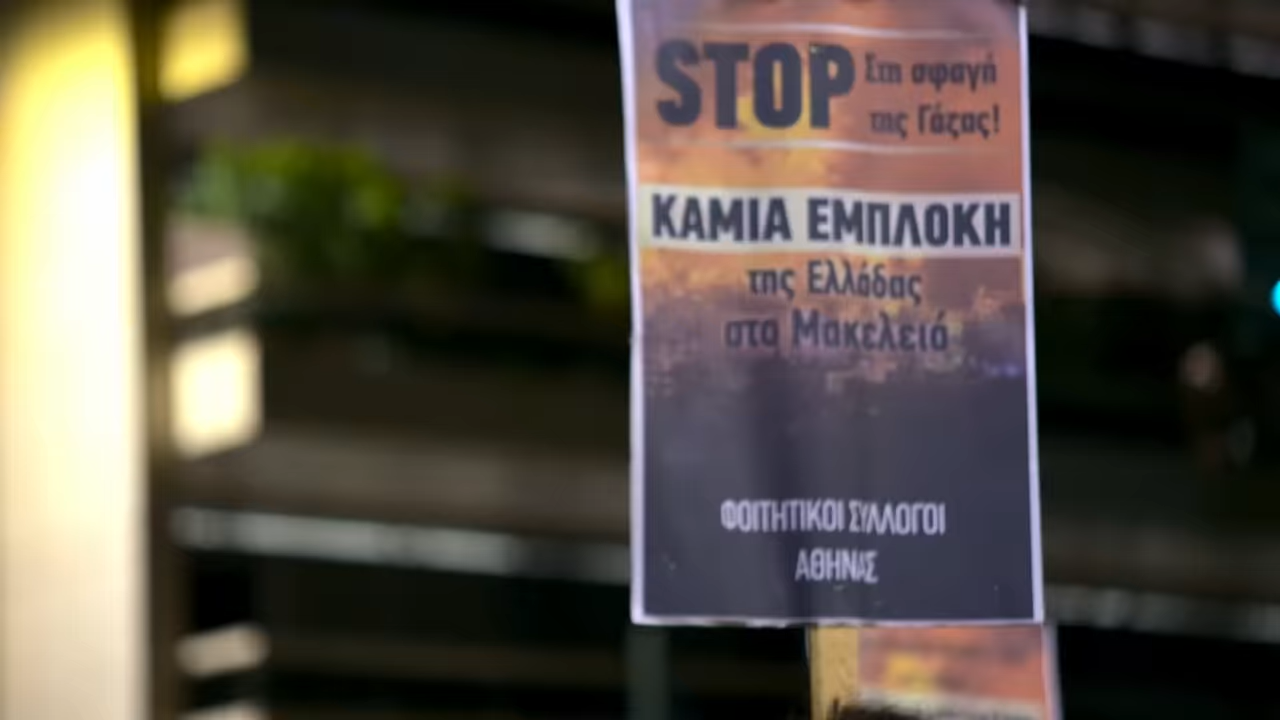 STOP Στη σφαγή
της Γάζας!
ΚΑΜΙΑ ΕΜΠΛΟΚΗ
της Ελλάδας
στο Μακελειό
ΦΟΙΤΗΤΙΚΟΙ ΣΥΛΛΟΓΟΙ
ΑΘΗΝΑΣ